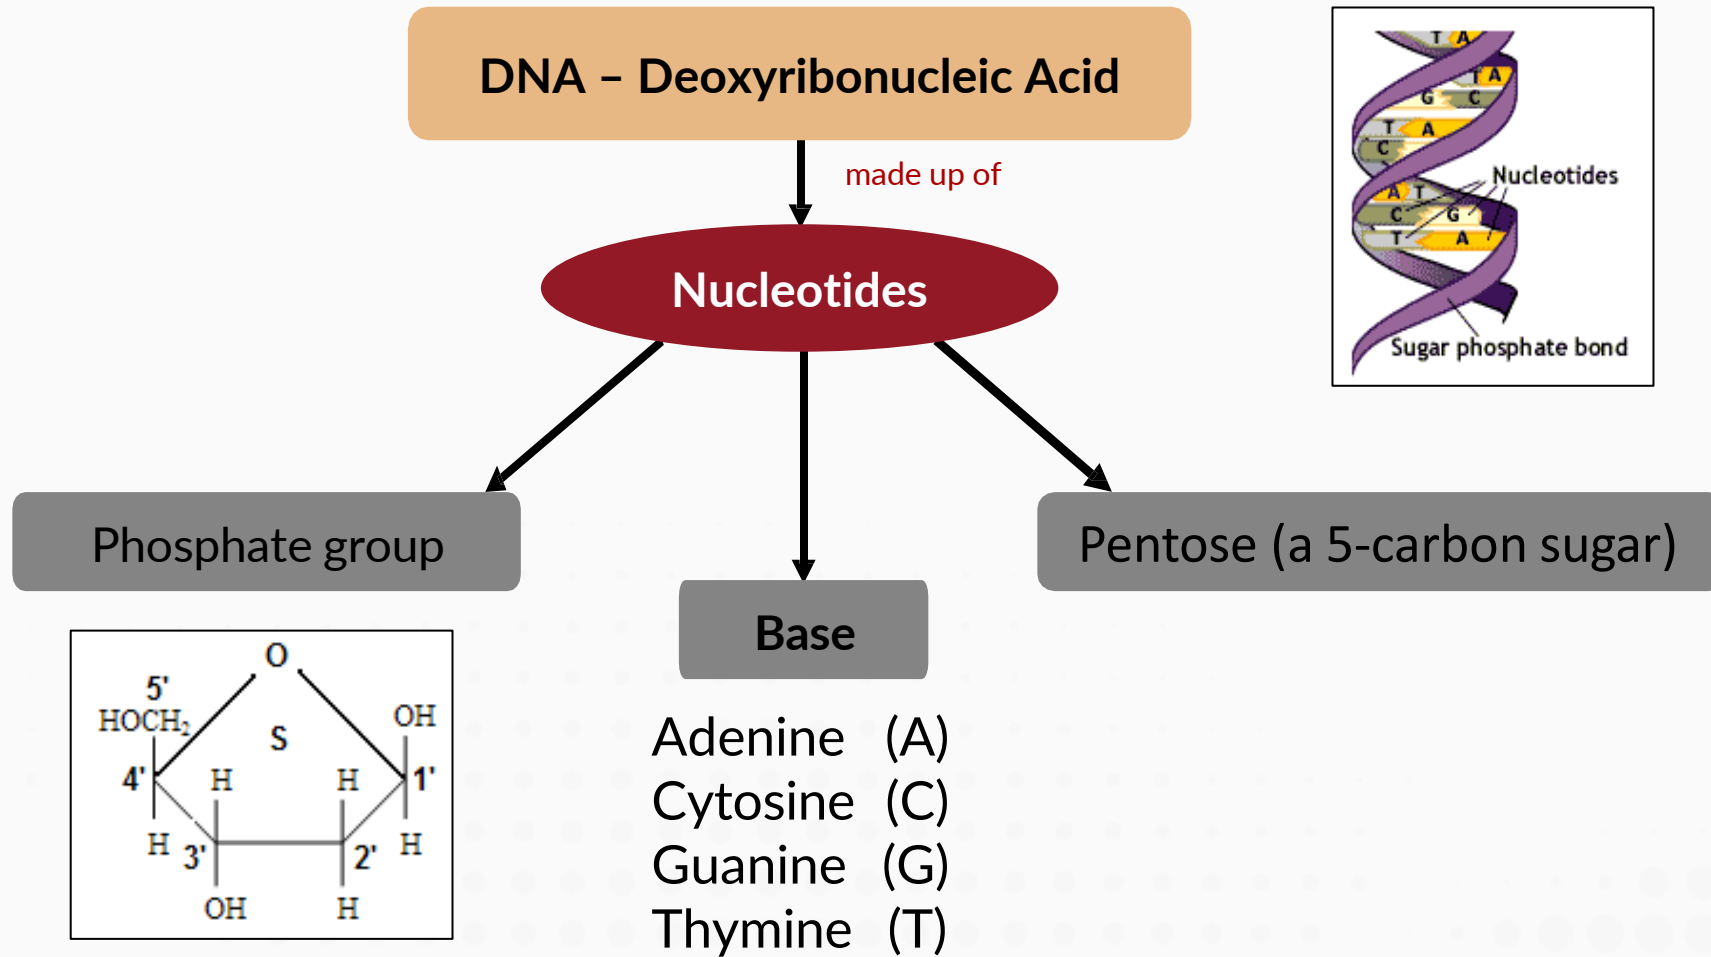 DNA – Deoxyribonucleic Acid
made up of
Nucleotides
T A
T A
G C
T A
C
A T
C G
T A
Nucleotides
Sugar phosphate bond
Phosphate group
Pentose (a 5-carbon sugar)
Base
Adenine (A)
Cytosine (C)
Guanine (G)
Thymine (T)
O
5'
HOCH2
OH
S
4' H H 1'
H 3' 2' H
OH H